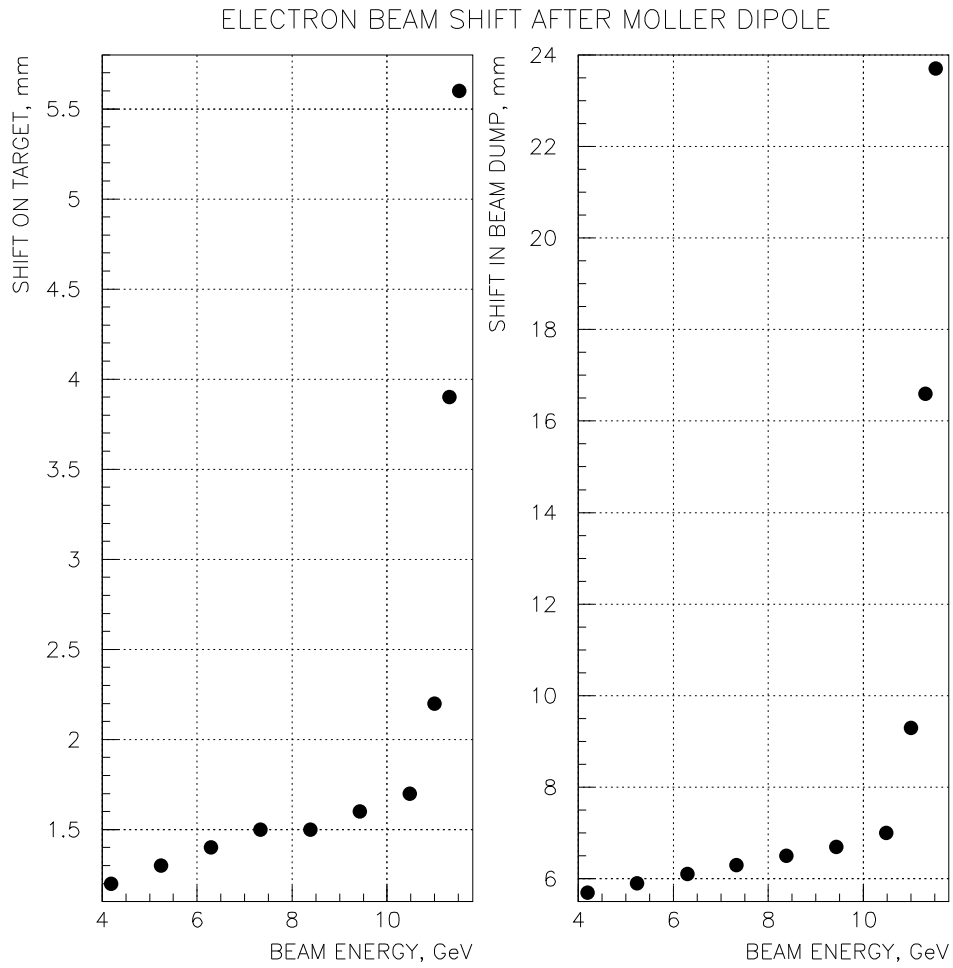 ELECTRON BEAM SHIFT AFTER MOLLER DIPOLE
SHIFT ON TARGET, mm
5.5
5
4.5
4
3.5
3
2.5
2
1.5
4 6 8 10
BEAM ENERGY, GeV
SHIFT IN BEAM DUMP, mm
24
22
20
18
16
14
12
10
8
6
4 6 8 10
BEAM ENERGY, GeV